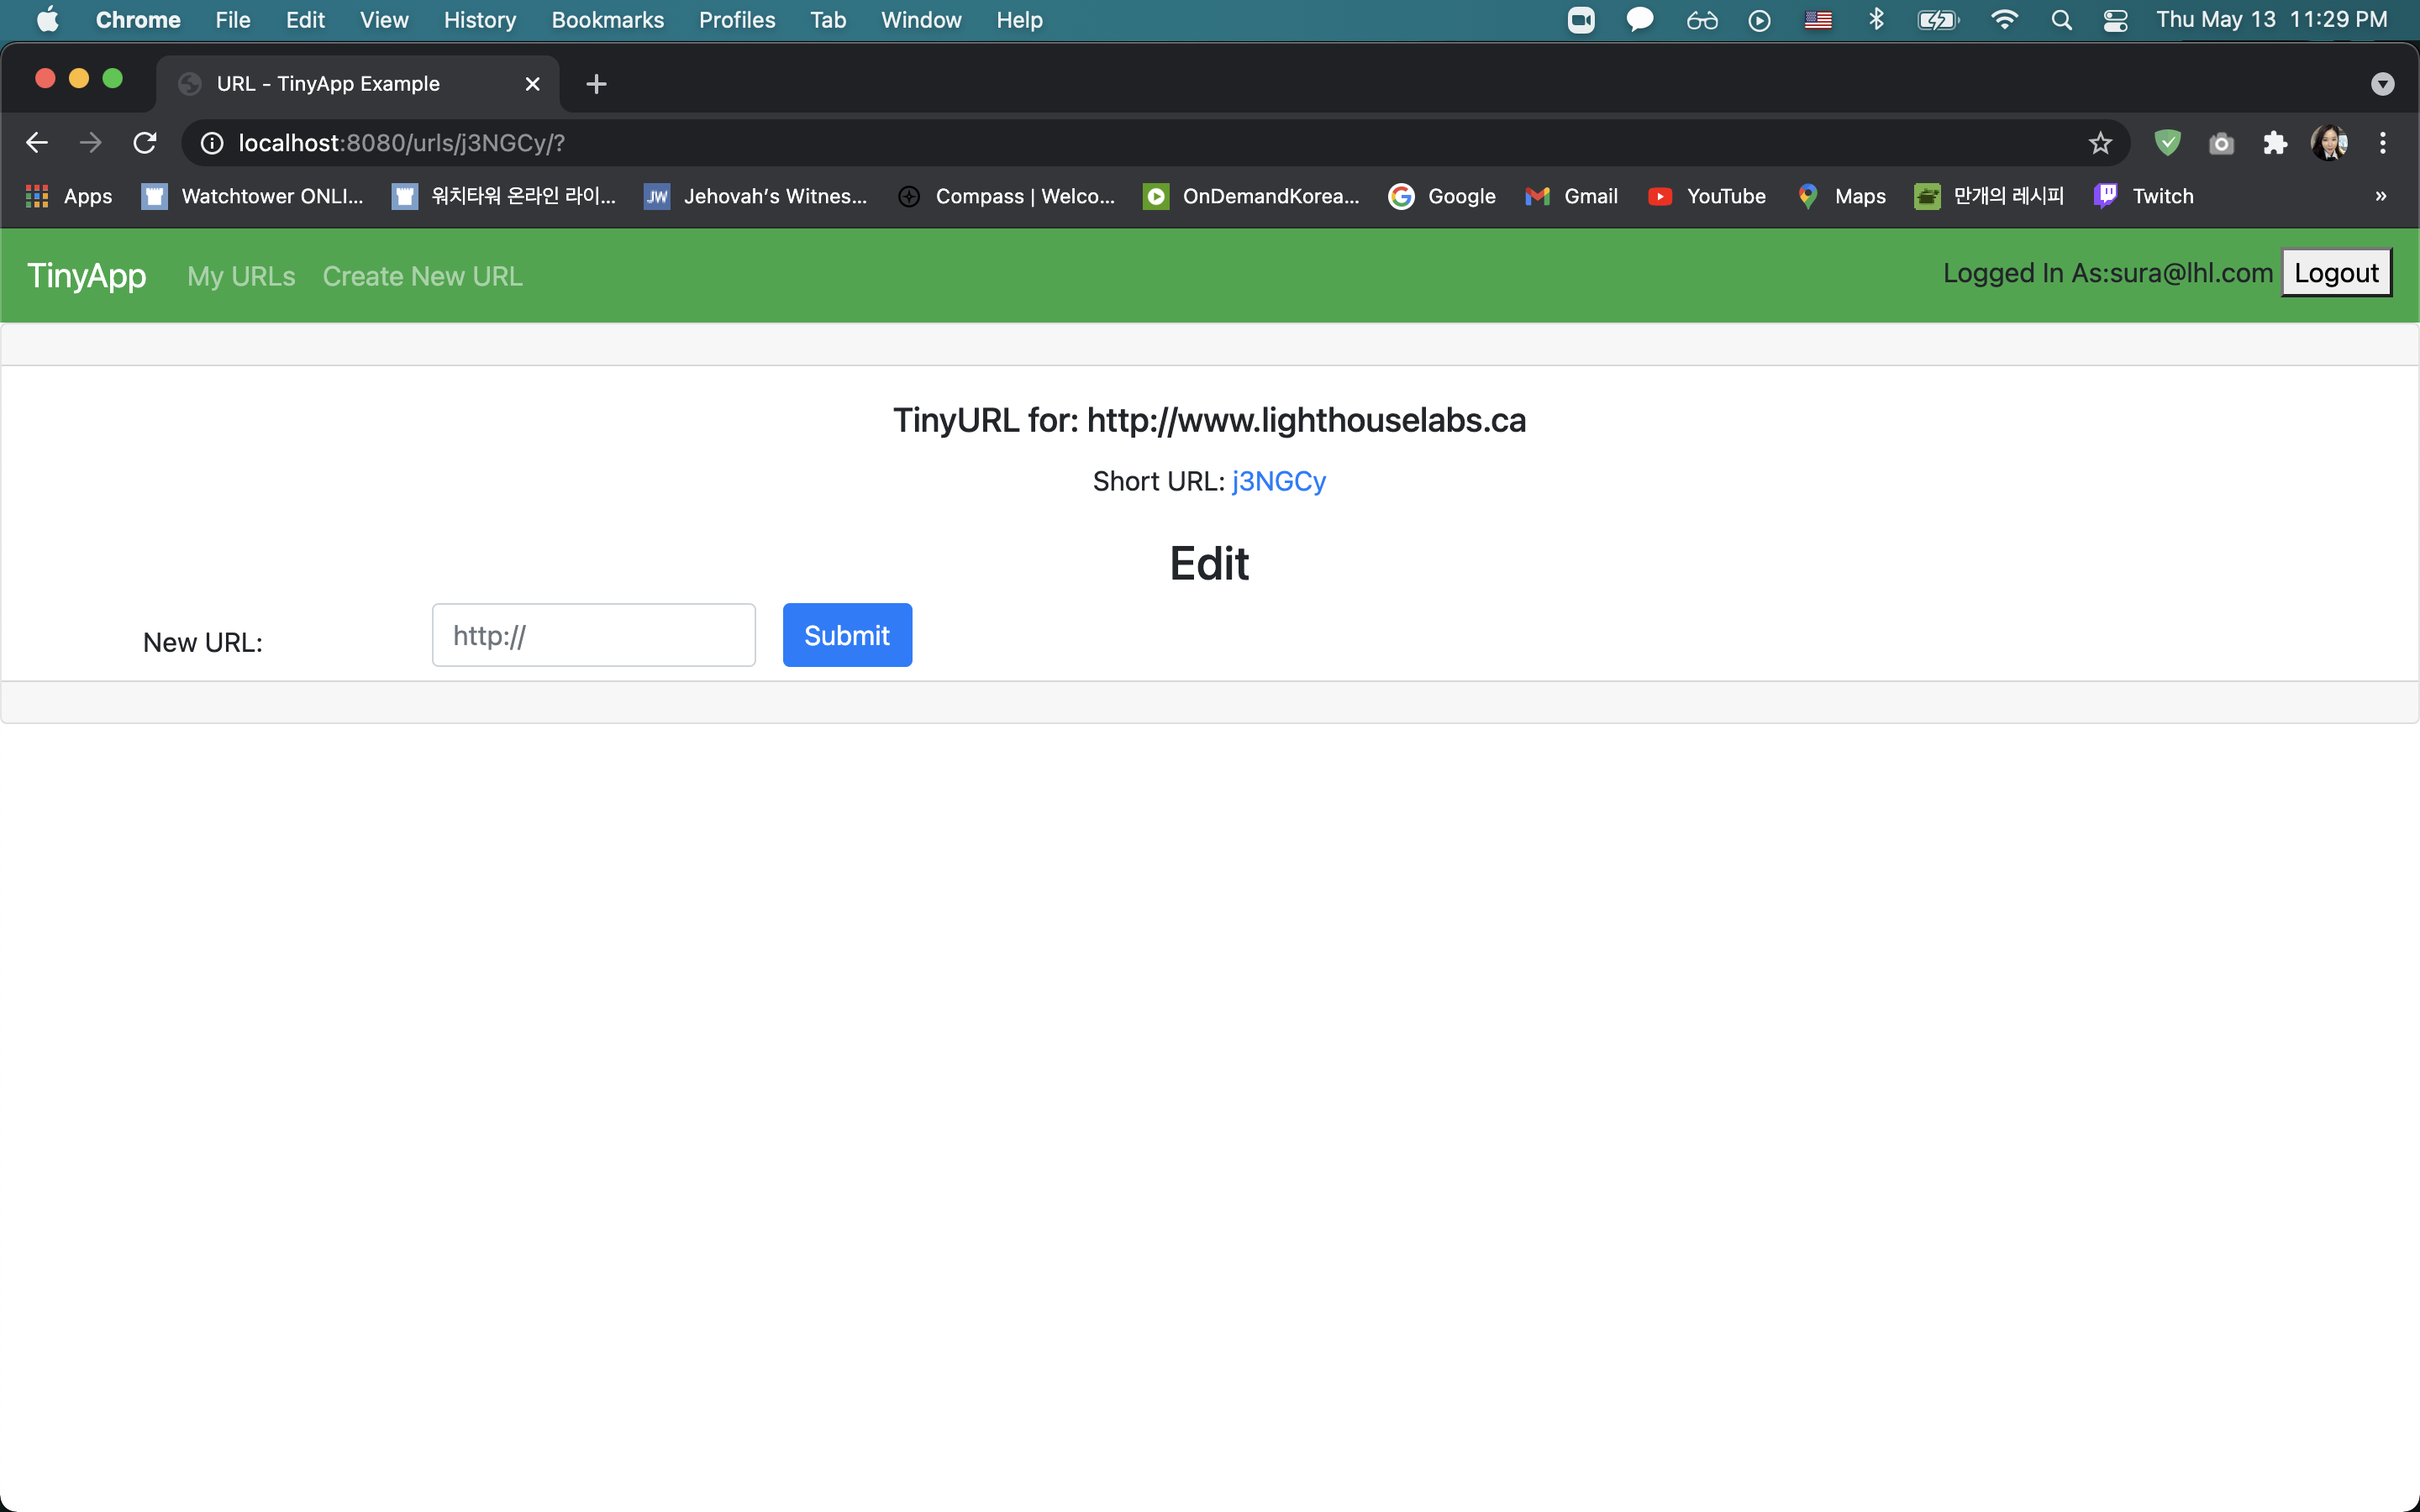 Chrome File Edit View History Bookmarks Profiles Tab Window Help Thu May 13 11:29 PM
URL - TinyApp Example
localhost:8080/urls/j3NGCy/?
Apps Watchtower ONLI... 워치타워 온라인 라이... JW Jehovah's Witnes... Compass | Welco... OnDemandKorea... Google Gmail YouTube Maps 만개의 레시피 Twitch »
TinyApp My URLs Create New URL Logged In As:sura@lhl.com Logout
TinyURL for: http://www.lighthouselabs.ca
Short URL: j3NGCy
Edit
New URL: http:// Submit